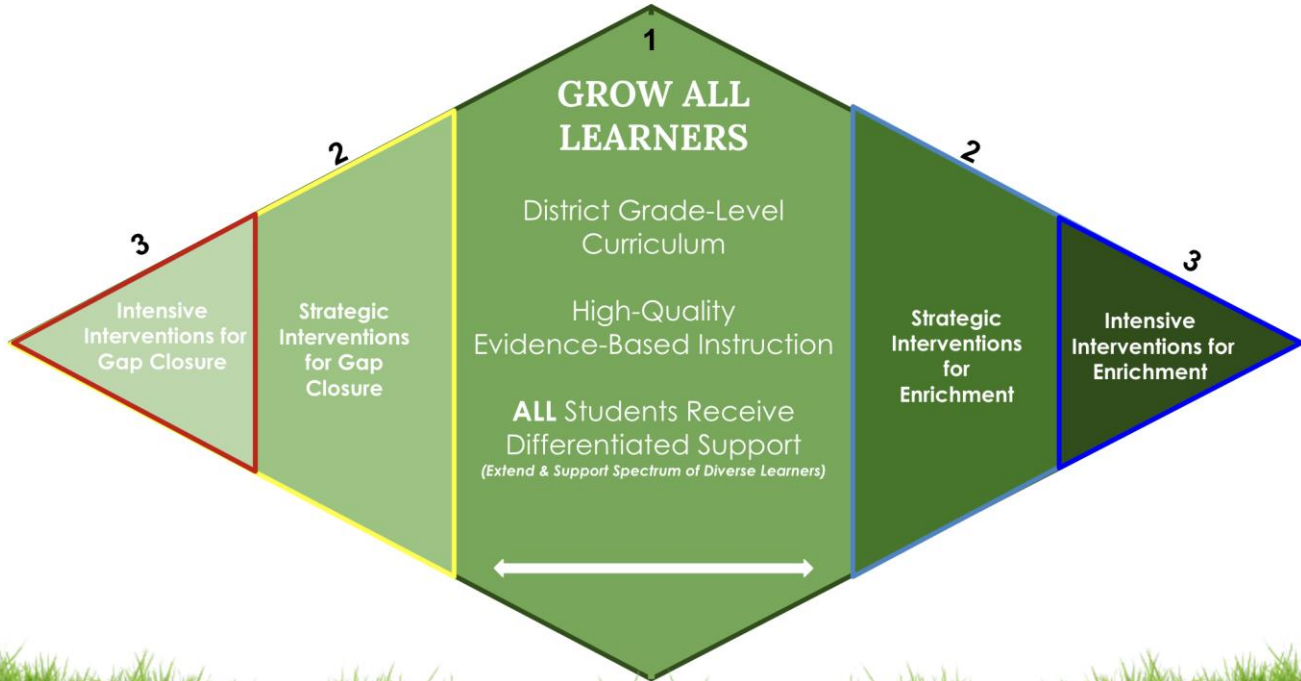 1
GROW ALL
LEARNERS
District Grade-Level
Curriculum
High-Quality
Evidence-Based Instruction
ALL Students Receive
Differentiated Support
(Extend & Support Spectrum of Diverse Learners)
2
Strategic
Interventions
for Gap
Closure
3
Intensive
Interventions for
Gap Closure
2
Strategic
Interventions
for
Enrichment
3
Intensive
Interventions for
Enrichment